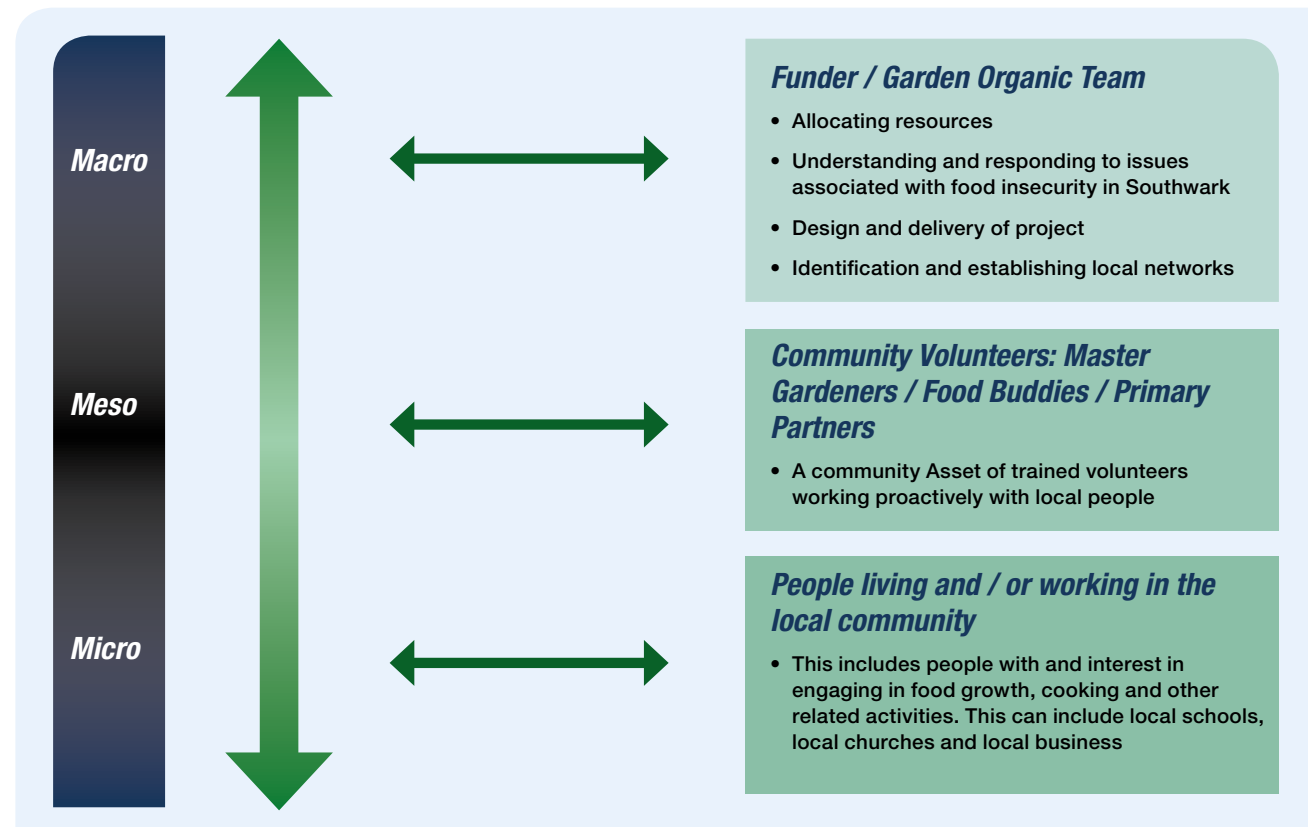 Macro
Funder / Garden Organic Team
• Allocating resources
• Understanding and responding to issues
associated with food insecurity in Southwark
• Design and delivery of project
• Identification and establishing local networks
Meso
Community Volunteers: Master
Gardeners / Food Buddies / Primary
Partners
• A community Asset of trained volunteers
working proactively with local people
Micro
People living and / or working in the
local community
• This includes people with and interest in
engaging in food growth, cooking and other
related activities. This can include local schools,
local churches and local business